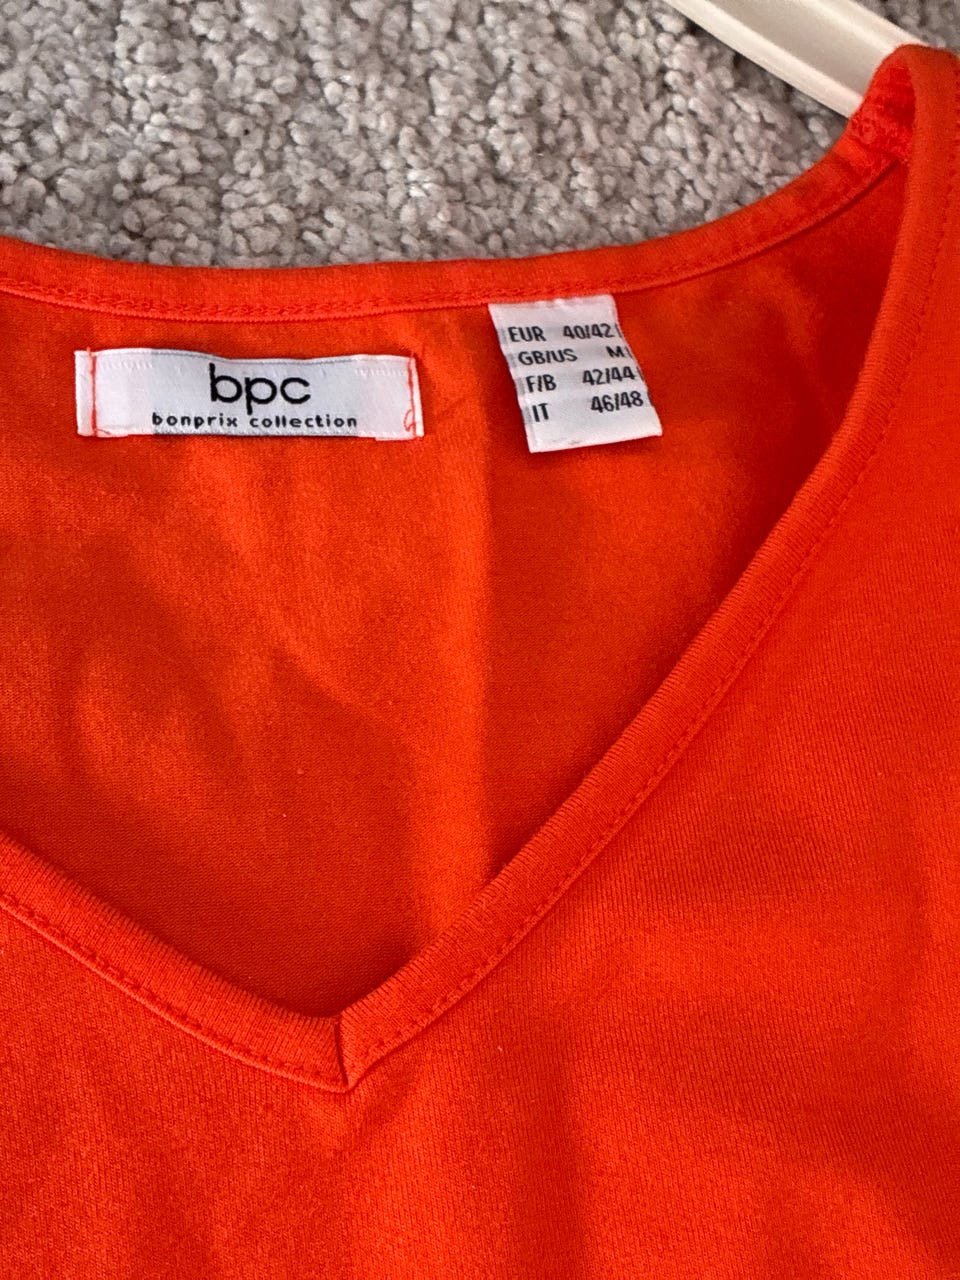 bpc
bonprix collection
EUR 40/42
GB/US M
F/B 42/44
IT 46/48